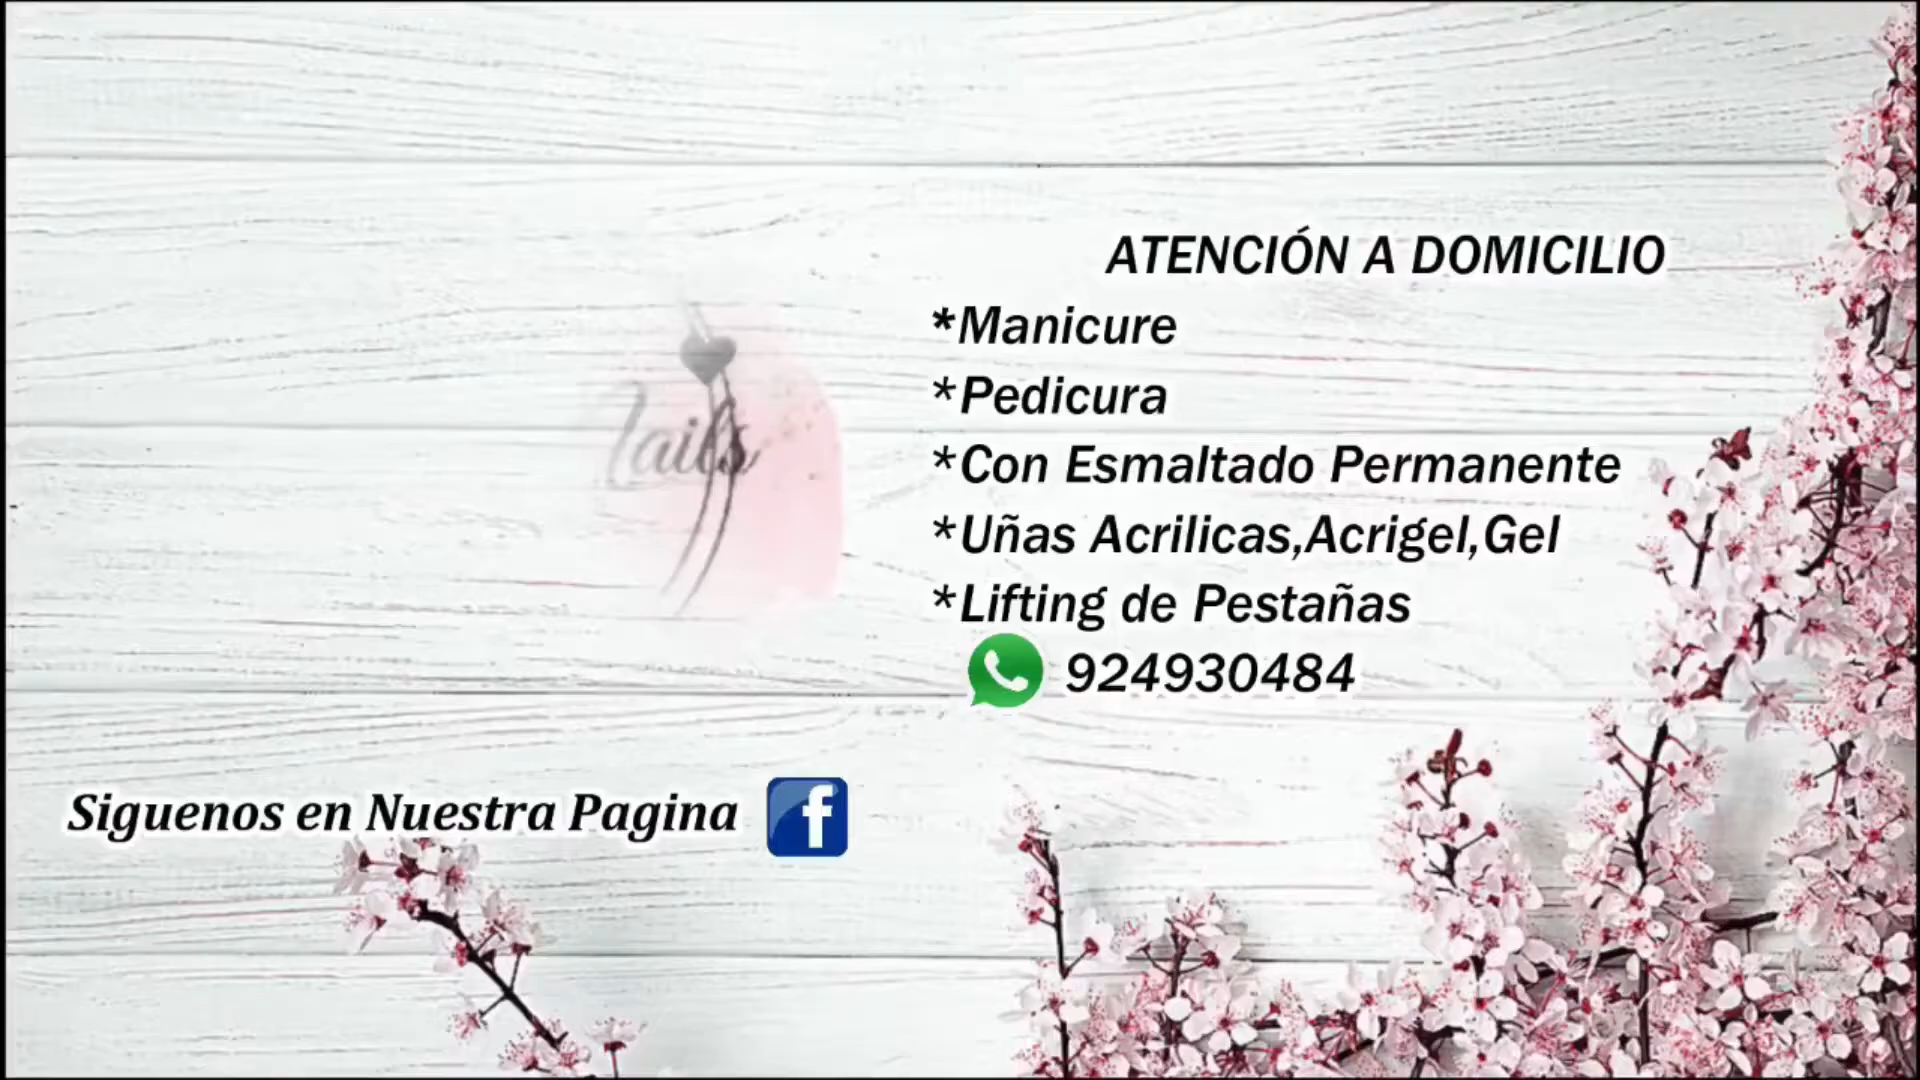 ATENCIÓN A DOMICILIO
*Manicure
*Pedicura
*Con Esmaltado Permanente
*Uñas Acrilicas,Acrigel,Gel
*Lifting de Pestañas
924930484
Siguenos en Nuestra Pagina